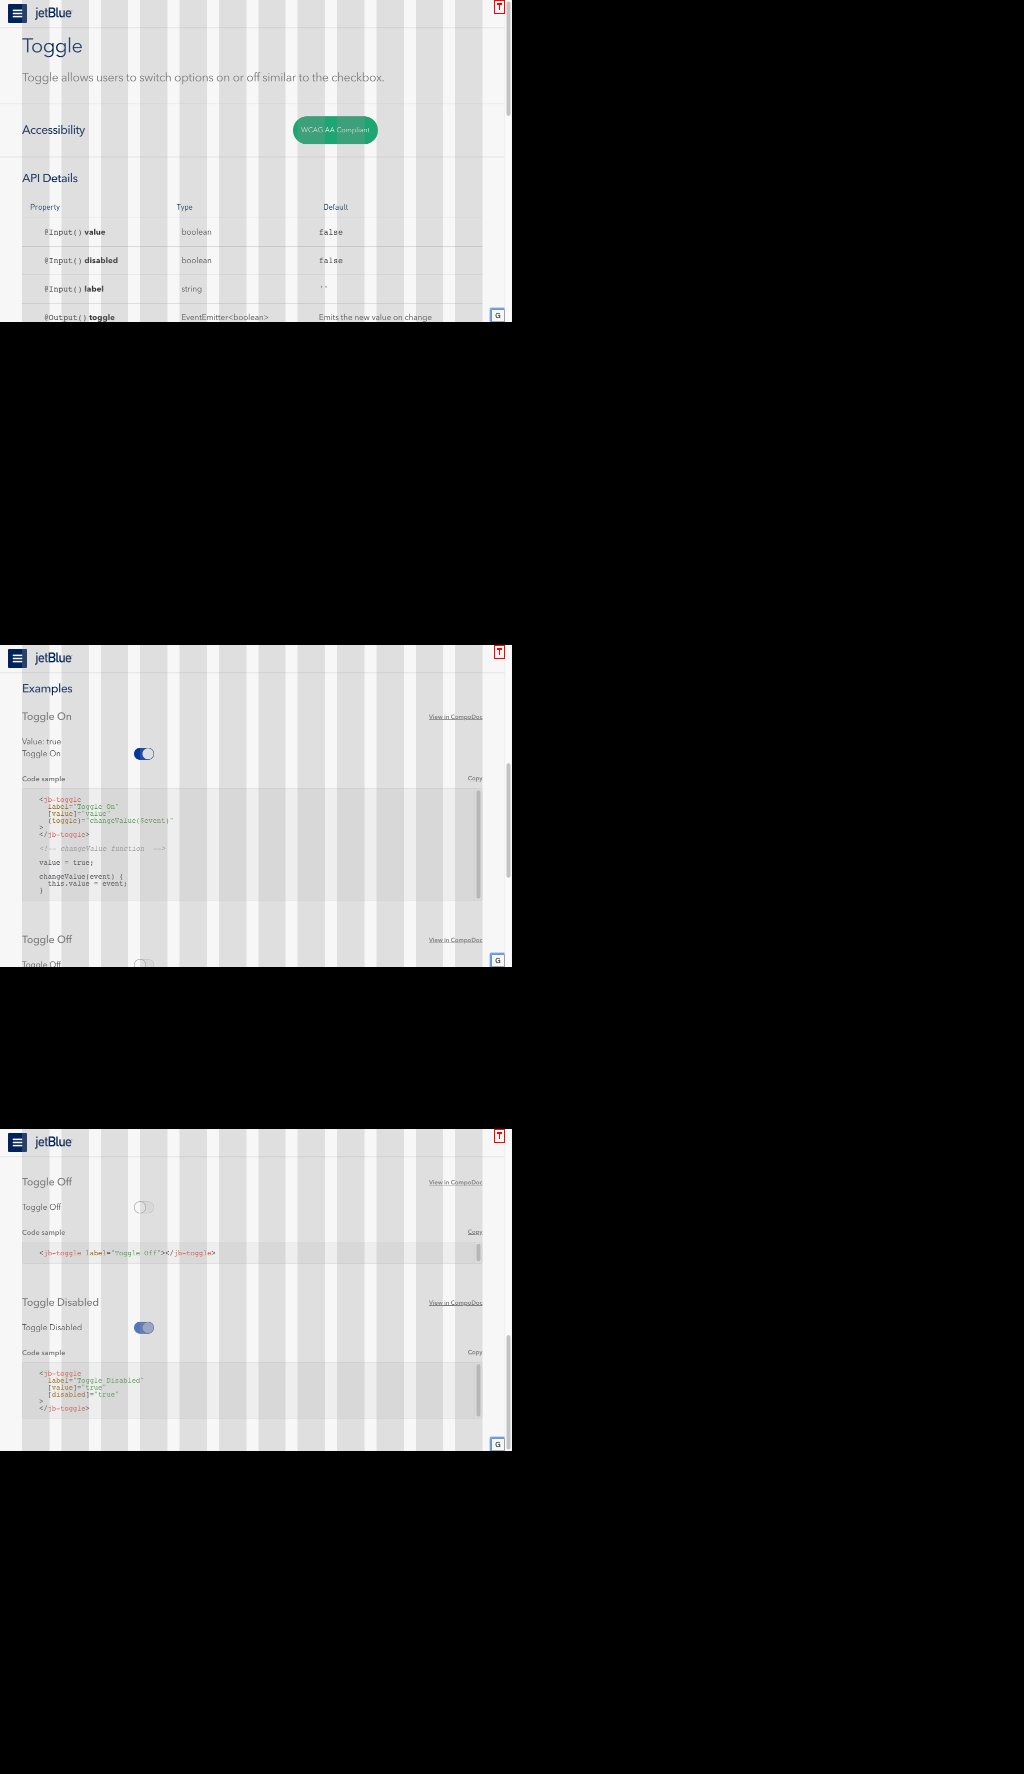 jetBlue
T
Toggle
Toggle allows users to switch options on or off similar to the checkbox.
Accessibility
WCAG AA Compliant
API Details
Property Type Default
@Input() value boolean false
@Input() disabled boolean false
@Input() label string ''
@Output() toggle EventEmitter<boolean> Emits the new value on change
G
jetBlue
T
Examples
Toggle On View in CompoDoc
Value: true
Toggle On
Code sample Copy
<jb-toggle
label="Toggle On"
[value]="value"
(toggle)="changeValue($event)"
>
</jb-toggle>
<!-- changeValue function -->
value = true;
changeValue(event) {
this.value = event;
}
Toggle Off View in CompoDoc
Toggle Off
G
jetBlue
T
Toggle Off View in CompoDoc
Toggle Off
Code sample Copy
<jb-toggle label="Toggle Off"></jb-toggle>
Toggle Disabled View in CompoDoc
Toggle Disabled
Code sample Copy
<jb-toggle
label="Toggle Disabled"
[value]="true"
[disabled]="true"
>
</jb-toggle>
G